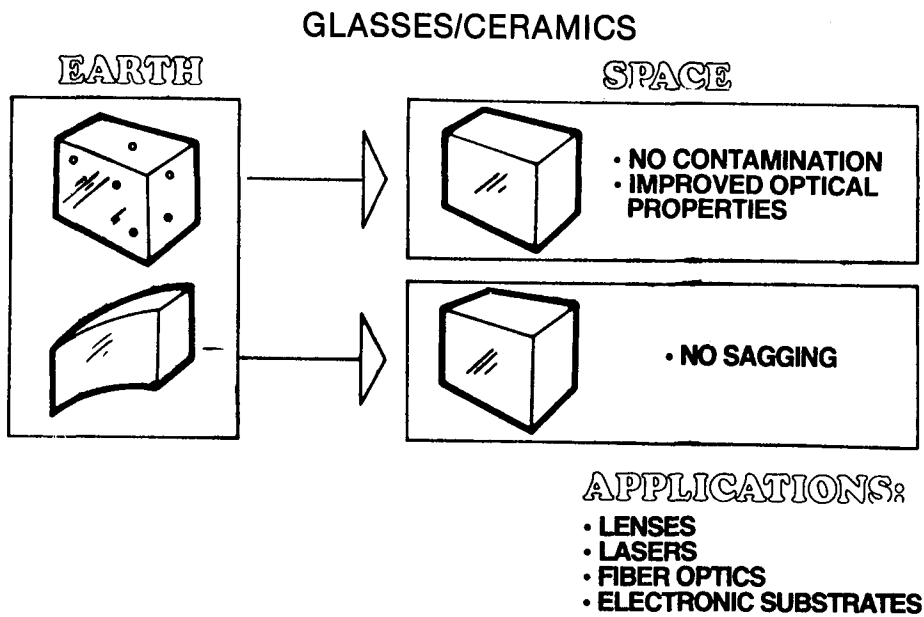 GLASSES/CERAMICS
EARTH
SPACE
• NO CONTAMINATION
• IMPROVED OPTICAL
PROPERTIES
• NO SAGGING
APPLICATIONS:
• LENSES
• LASERS
• FIBER OPTICS
• ELECTRONIC SUBSTRATES